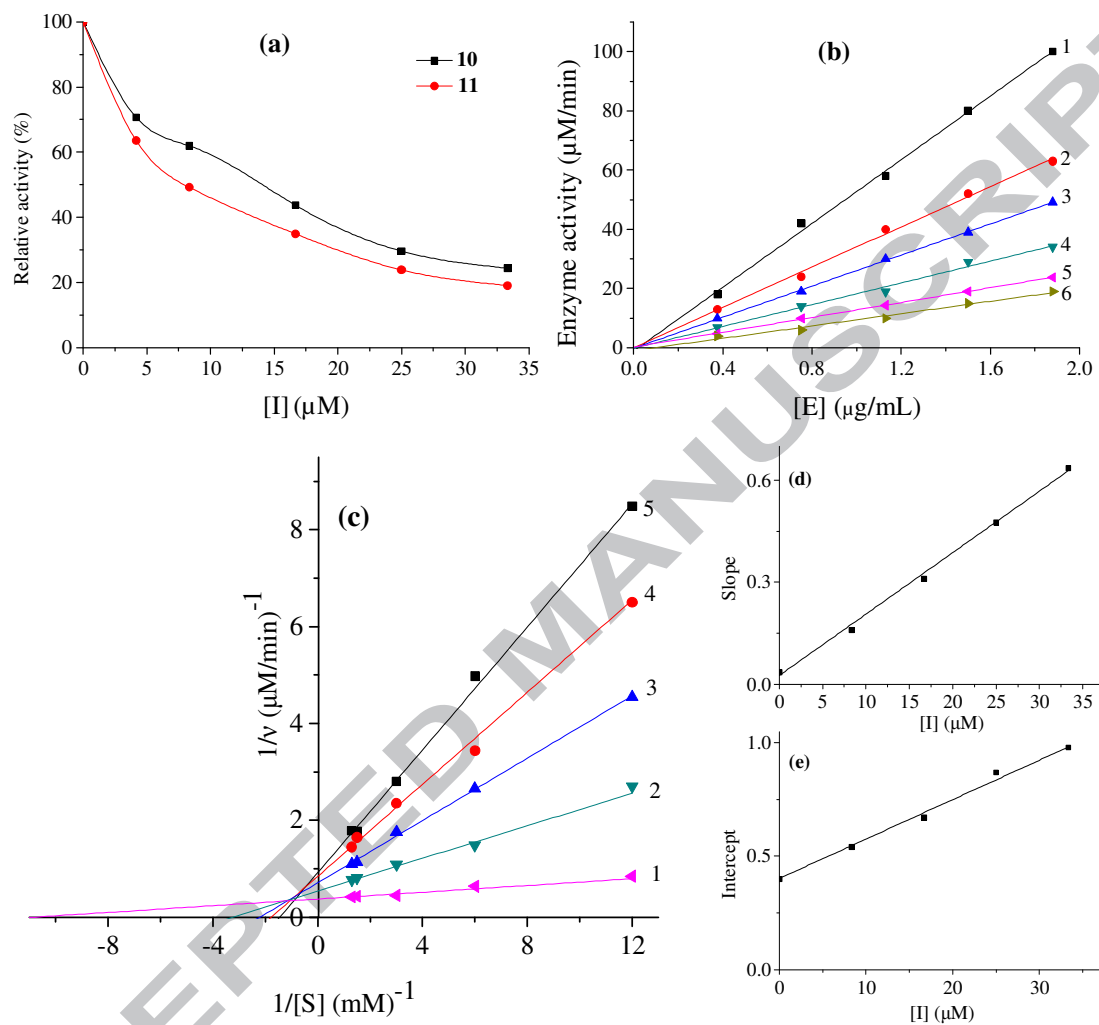 (a)
10
11
100
80
60
40
20
0
Relative activity (%)
0 5 10 15 20 25 30 35
[I] (µM)
(b)
1
2
3
4
5
6
100
80
60
40
20
0
Enzyme activity (µM/min)
0.0 0.4 0.8 1.2 1.6 2.0
[E] (µg/mL)
(c)
5
4
3
2
1
8
6
4
2
0
1/v (µM/min)-1
-8 -4 0 4 8 12
1/[S] (mM)-1
(d)
0.6
0.3
0.0
Slope
0 5 10 15 20 25 30 35
[I] (µM)
(e)
1.0
0.5
0.0
Intercept
0 10 20 30
[I] (µM)
EPTED MANUSCRIPT